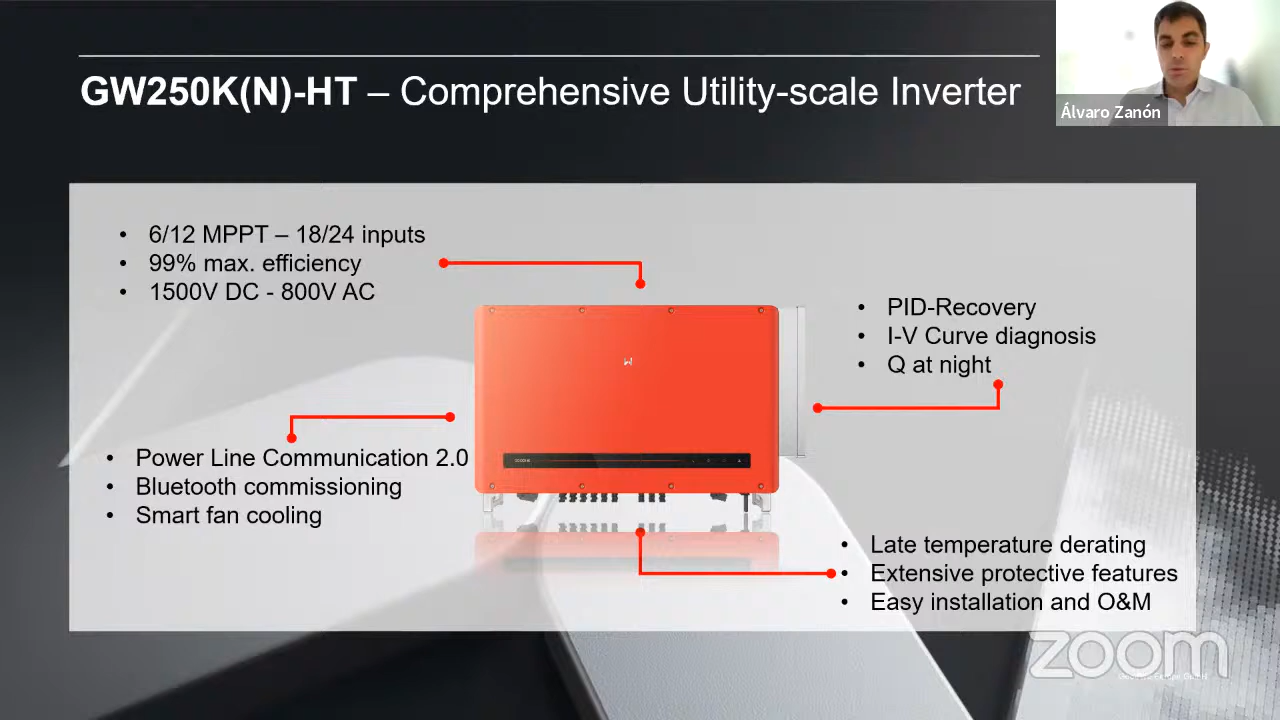 GW250K(N)-HT – Comprehensive Utility-scale Inverter
Álvaro Zanón
• 6/12 MPPT – 18/24 inputs
• 99% max. efficiency
• 1500V DC - 800V AC
• PID-Recovery
• I-V Curve diagnosis
• Q at night
• Power Line Communication 2.0
• Bluetooth commissioning
• Smart fan cooling
• Late temperature derating
• Extensive protective features
• Easy installation and O&M
zoom